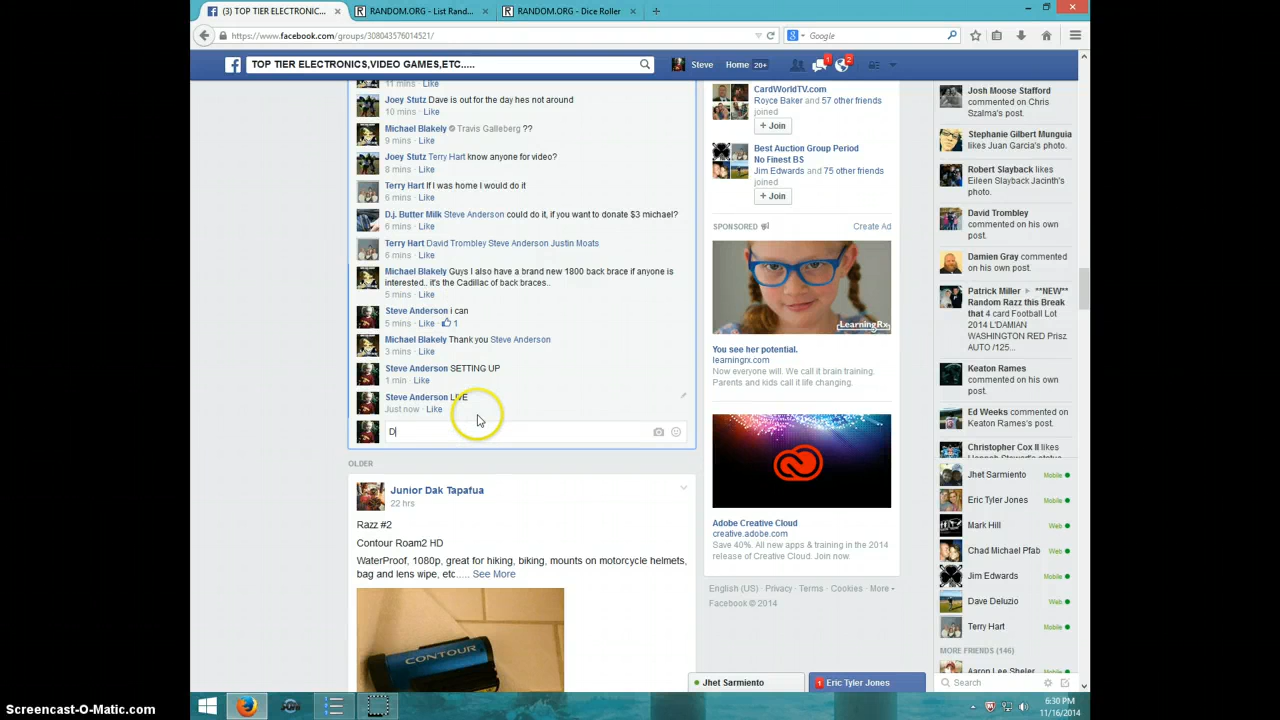 (3) TOP TIER ELECTRONIC...
RANDOM.ORG - List Rand...
RANDOM.ORG - Dice Roller
https://www.facebook.com/groups/308043576014521/
Google
TOP TIER ELECTRONICS,VIDEO GAMES,ETC.....
Steve
Home 20+
1
2
11 mins · Like
Joey Stutz Dave is out for the day hes not around
10 mins · Like
Michael Blakely @ Travis Galleberg ??
9 mins · Like
Joey Stutz Terry Hart know anyone for video?
8 mins · Like
Terry Hart If I was home I would do it
6 mins · Like
D.j. Butter Milk Steve Anderson could do it, if you want to donate $3 michael?
6 mins · Like
Terry Hart David Trombley Steve Anderson Justin Moats
6 mins · Like
Michael Blakely Guys I also have a brand new 1800 back brace if anyone is
interested.. it's the Cadillac of back braces..
5 mins · Like
Steve Anderson i can
5 mins · Like · 1
Michael Blakely Thank you Steve Anderson
3 mins · Like
Steve Anderson SETTING UP
1 min · Like
Steve Anderson LIVE
Just now · Like
D
OLDER
Junior Dak Tapafua
22 hrs
Razz #2
Contour Roam2 HD
WaterProof, 1080p, great for hiking, biking, mounts on motorcycle helmets,
bag and lens wipe, etc.... See More
CONTOUR
CardWorldTV.com
Royce Baker and 57 other friends
joined
+ Join
Best Auction Group Period
No Finest BS
Jim Edwards and 75 other friends
joined
+ Join
SPONSORED
Create Ad
LearningRx
You see her potential.
learningrx.com
Now everyone will. We call it brain training.
Parents and kids call it life changing.
Adobe Creative Cloud
creative.adobe.com
Save 40%. All new apps & training in the 2014
release of Creative Cloud. Join now.
English (US) · Privacy · Terms · Cookies · More
Facebook © 2014
Josh Moose Stafford
commented on Chris
Szalma's post.
Stephanie Gilbert Munguia
likes Juan Garcia's photo.
Robert Slayback likes
Eileen Slayback Jacinth's
photo.
David Trombley
commented on his own
post.
Damien Gray commented
on his own post.
Patrick Miller ▸ **NEW**
Random Razz this Break
that 4 card Football Lot
2014 L'DAMIAN
WASHINGTON RED Prisz
AUTO /125...
Keaton Rames
commented on his own
post.
Ed Weeks commented on
Keaton Rames's post.
Christopher Cox II likes
Jhet Sarmiento Mobile
Eric Tyler Jones Mobile
Mark Hill Web
Chad Michael Pfab Web
Jim Edwards Mobile
Dave Deluzio Web
Terry Hart Mobile
MORE FRIENDS (146)
Aaron Lee Sheler
Search
Jhet Sarmiento
1 Eric Tyler Jones
6:30 PM
11/16/2014
Screencast-O-Matic.com